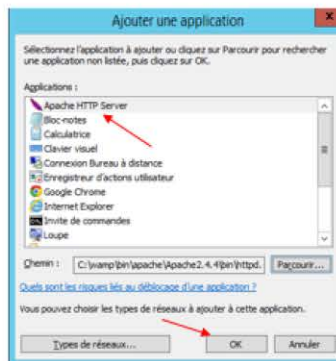 Ajouter une application
x
Sélectionnez l'application à ajouter ou cliquez sur Parcourir pour rechercher
une application non listée, puis cliquez sur OK.
Applications :
Apache HTTP Server
Bloc-notes
Calculatrice
Clavier visuel
Connexion Bureau à distance
Enregistreur d'actions utilisateur
Google Chrome
Internet Explorer
Invite de commandes
Loupe
Chemin : C:\wamp\bin\apache\Apache2.4.4\bin\httpd. Parcourir...
Quels sont les risques liés au déblocage d'une application ?
Vous pouvez choisir les types de réseaux à ajouter à cette application.
Types de réseaux... OK Annuler